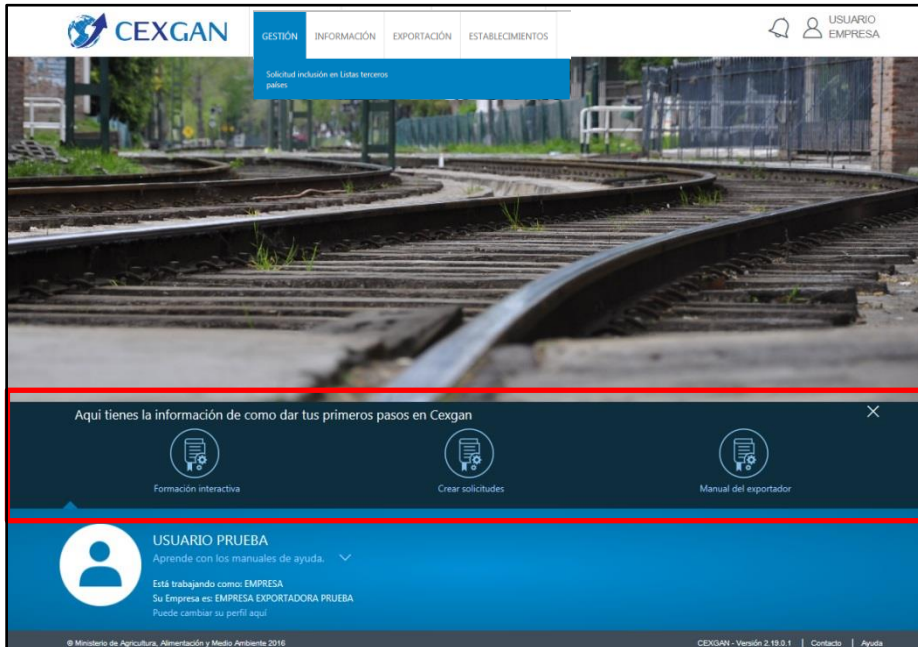 CEXGAN
GESTIÓN INFORMACIÓN EXPORTACIÓN ESTABLECIMIENTOS
USUARIO
EMPRESA
Solicitud inclusión en Listas terceros
países
Aqui tienes la información de como dar tus primeros pasos en Cexgan
Formación interactiva Crear solicitudes Manual del exportador
USUARIO PRUEBA
Aprende con los manuales de ayuda.
Está trabajando como: EMPRESA
Su Empresa es: EMPRESA EXPORTADORA PRUEBA
Puede cambiar su perfil aquí
© Ministerio de Agricultura, Alimentación y Medio Ambiente 2016 CEXGAN - Versión 2.19.0.1 | Contacto | Ayuda